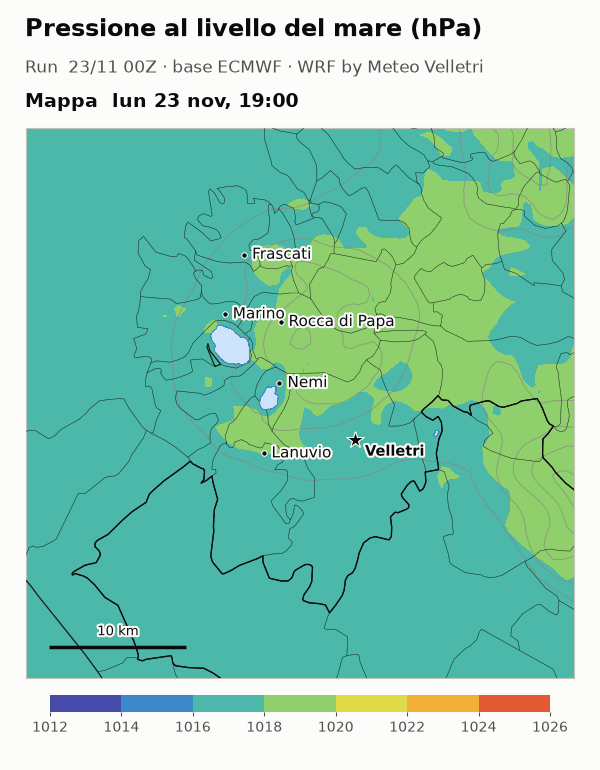 Pressione al livello del mare (hPa)
Run  23/11 00Z · base ECMWF · WRF by Meteo Velletri
Mappa  lun 23 nov, 19:00
Frascati
Marino
Rocca di Papa
Nemi
Velletri
Lanuvio
10 km
1012 1014 1016 1018 1020 1022 1024 1026